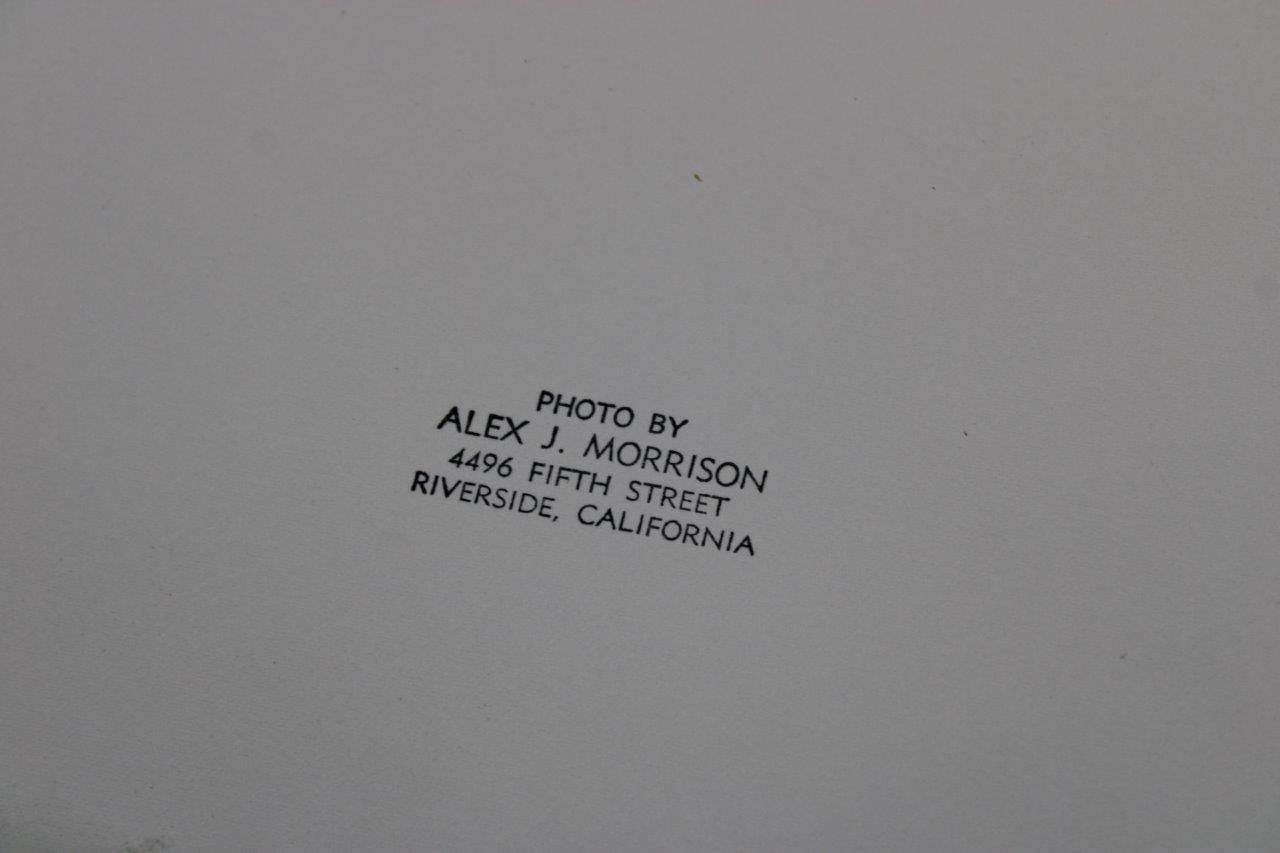 PHOTO BY
ALEX J. MORRISON
4496 FIFTH STREET
RIVERSIDE, CALIFORNIA